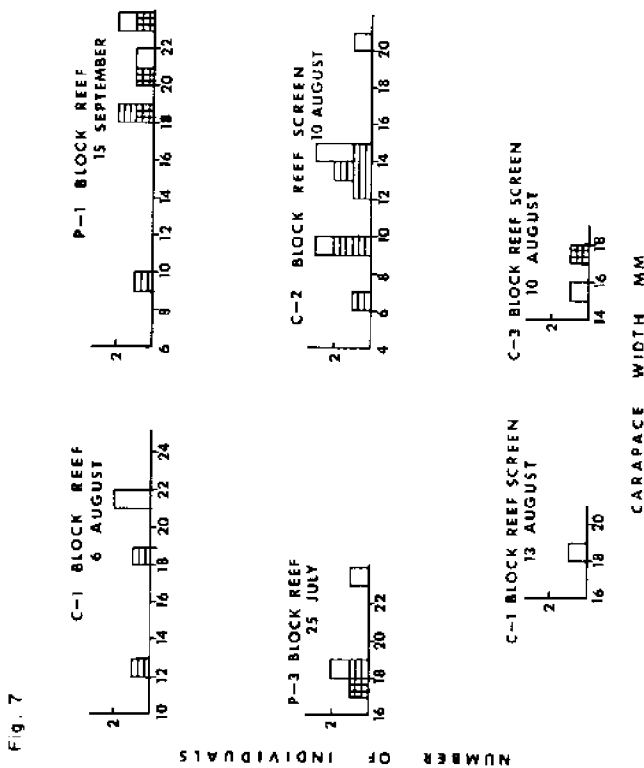 Fig. 7
NUMBER OF INDIVIDUALS
C-1 BLOCK REEF
6 AUGUST
2
10 12 14 16 18 20 22 24
P-1 BLOCK REEF
15 SEPTEMBER
2
6 8 10 12 14 16 18 20 22
P-3 BLOCK REEF
25 JULY
2
16 18 20 22
C-2 BLOCK REEF SCREEN
10 AUGUST
2
4 6 8 10 12 14 16 18 20
C-1 BLOCK REEF SCREEN
13 AUGUST
2
16 18 20
C-3 BLOCK REEF SCREEN
10 AUGUST
2
14 16 18
CARAPACE WIDTH MM